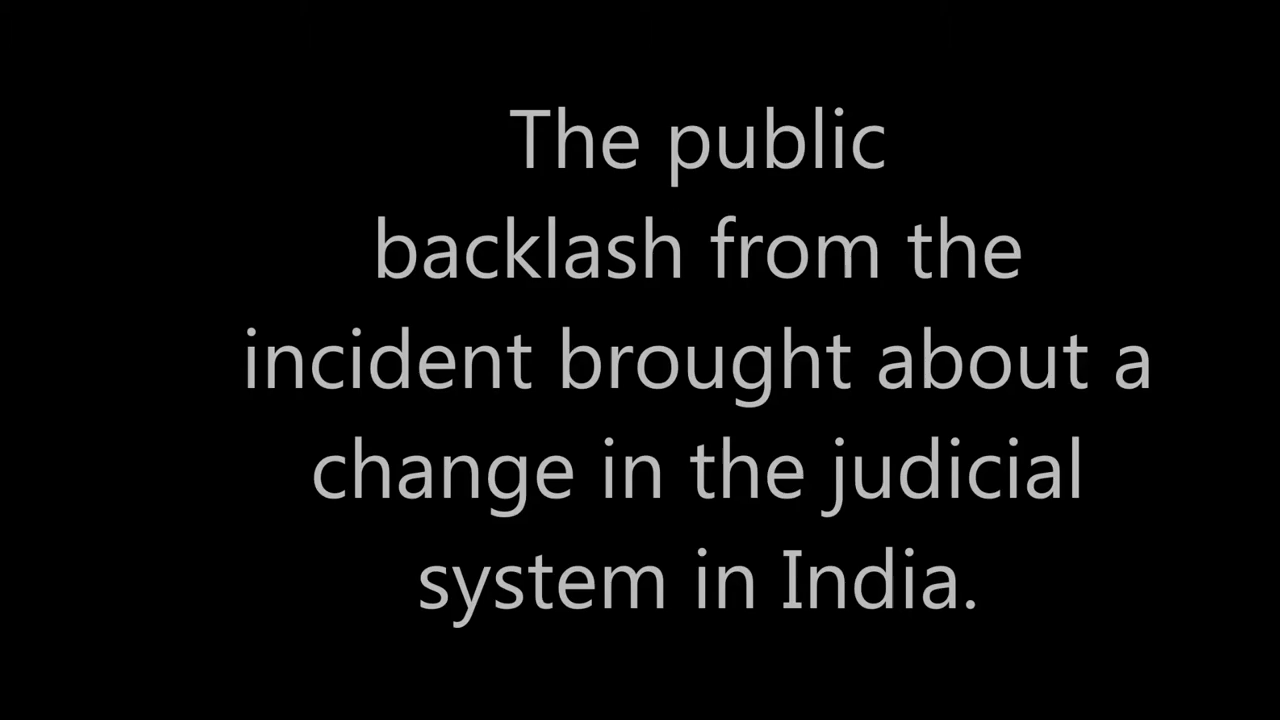 The public
backlash from the
incident brought about a
change in the judicial
system in India.